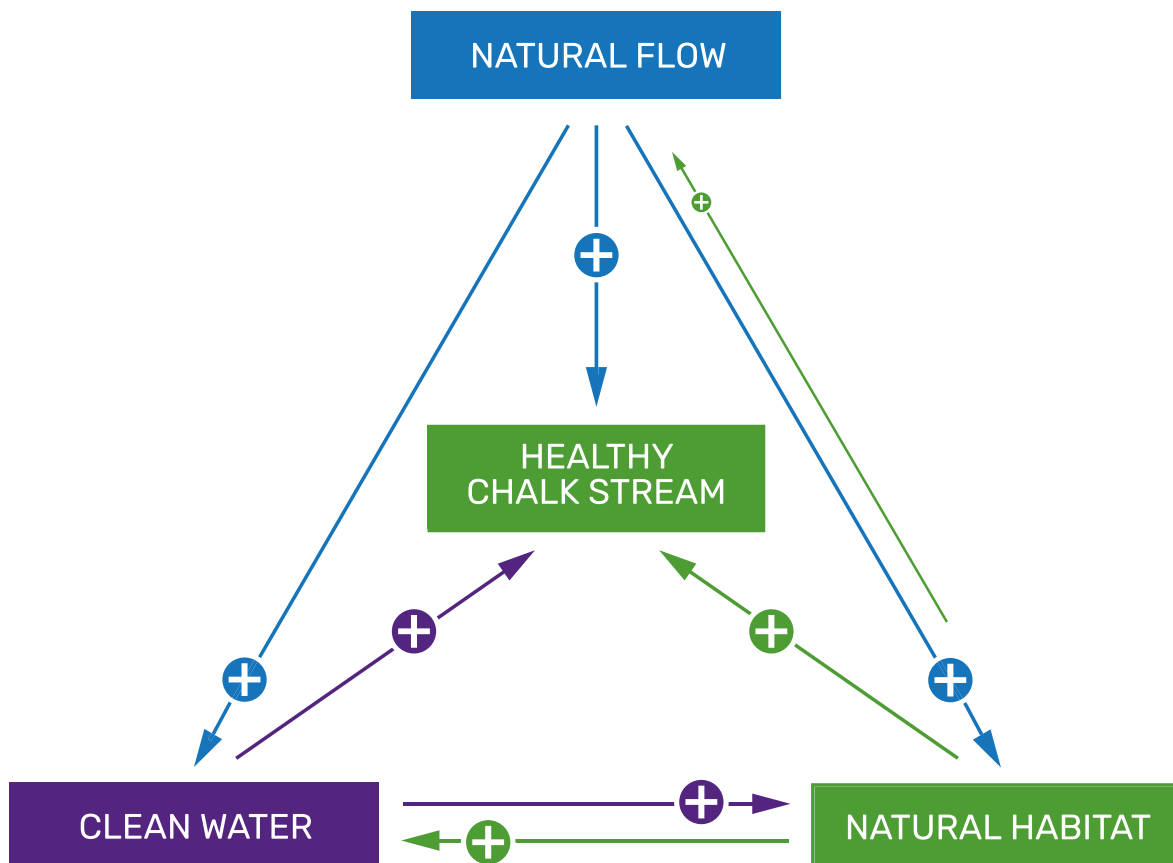 NATURAL FLOW
HEALTHY
CHALK STREAM
CLEAN WATER
NATURAL HABITAT